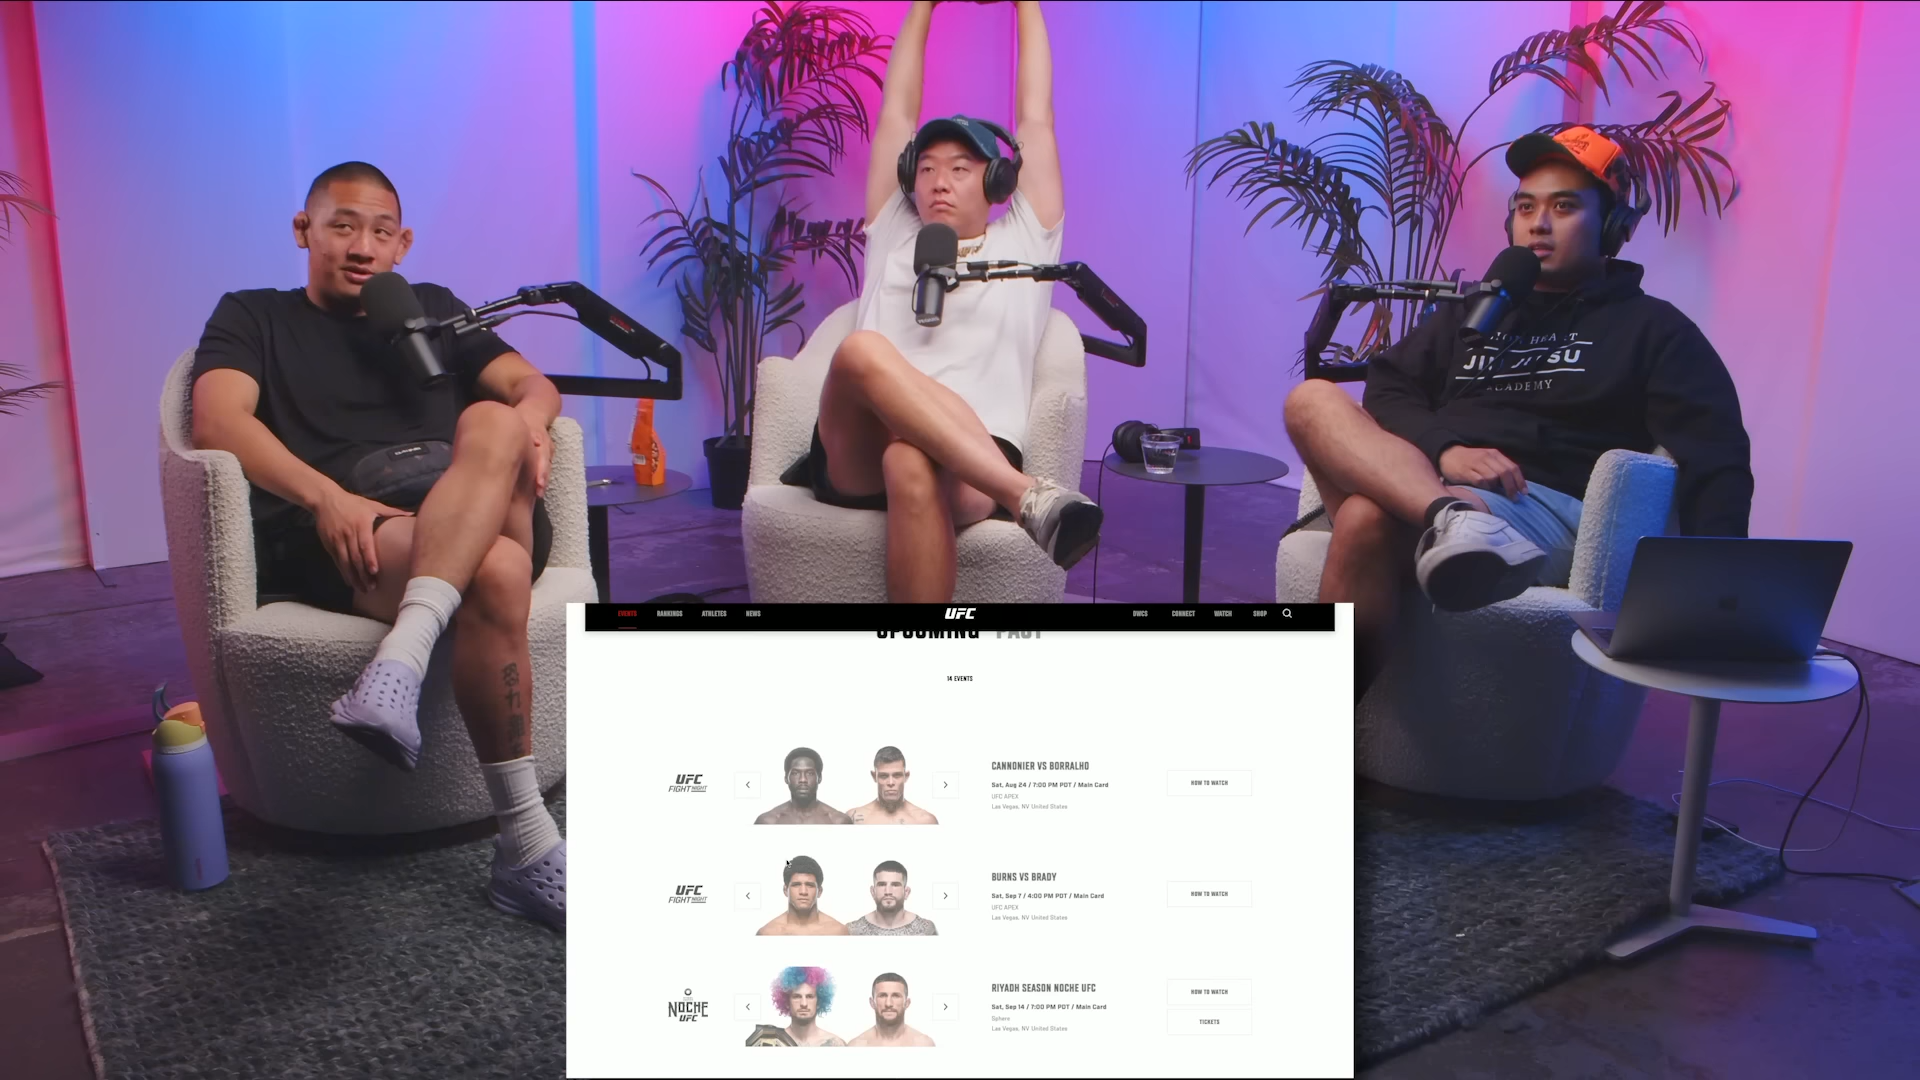 JIU JITSU
ACADEMY
EVENTS RANKINGS ATHLETES NEWS UFC DWCS CONNECT WATCH SHOP
UPCOMING PAST
14 EVENTS
UFC
FIGHT NIGHT
CANNONIER VS BORRALHO
Sat, Aug 24 / 7:00 PM PDT / Main Card
UFC APEX
Las Vegas, NV United States
HOW TO WATCH
UFC
FIGHT NIGHT
BURNS VS BRADY
Sat, Sep 7 / 4:00 PM PDT / Main Card
UFC APEX
Las Vegas, NV United States
HOW TO WATCH
NOCHE
UFC
RIYADH SEASON NOCHE UFC
Sat, Sep 14 / 7:00 PM PDT / Main Card
Sphere
Las Vegas, NV United States
HOW TO WATCH
TICKETS